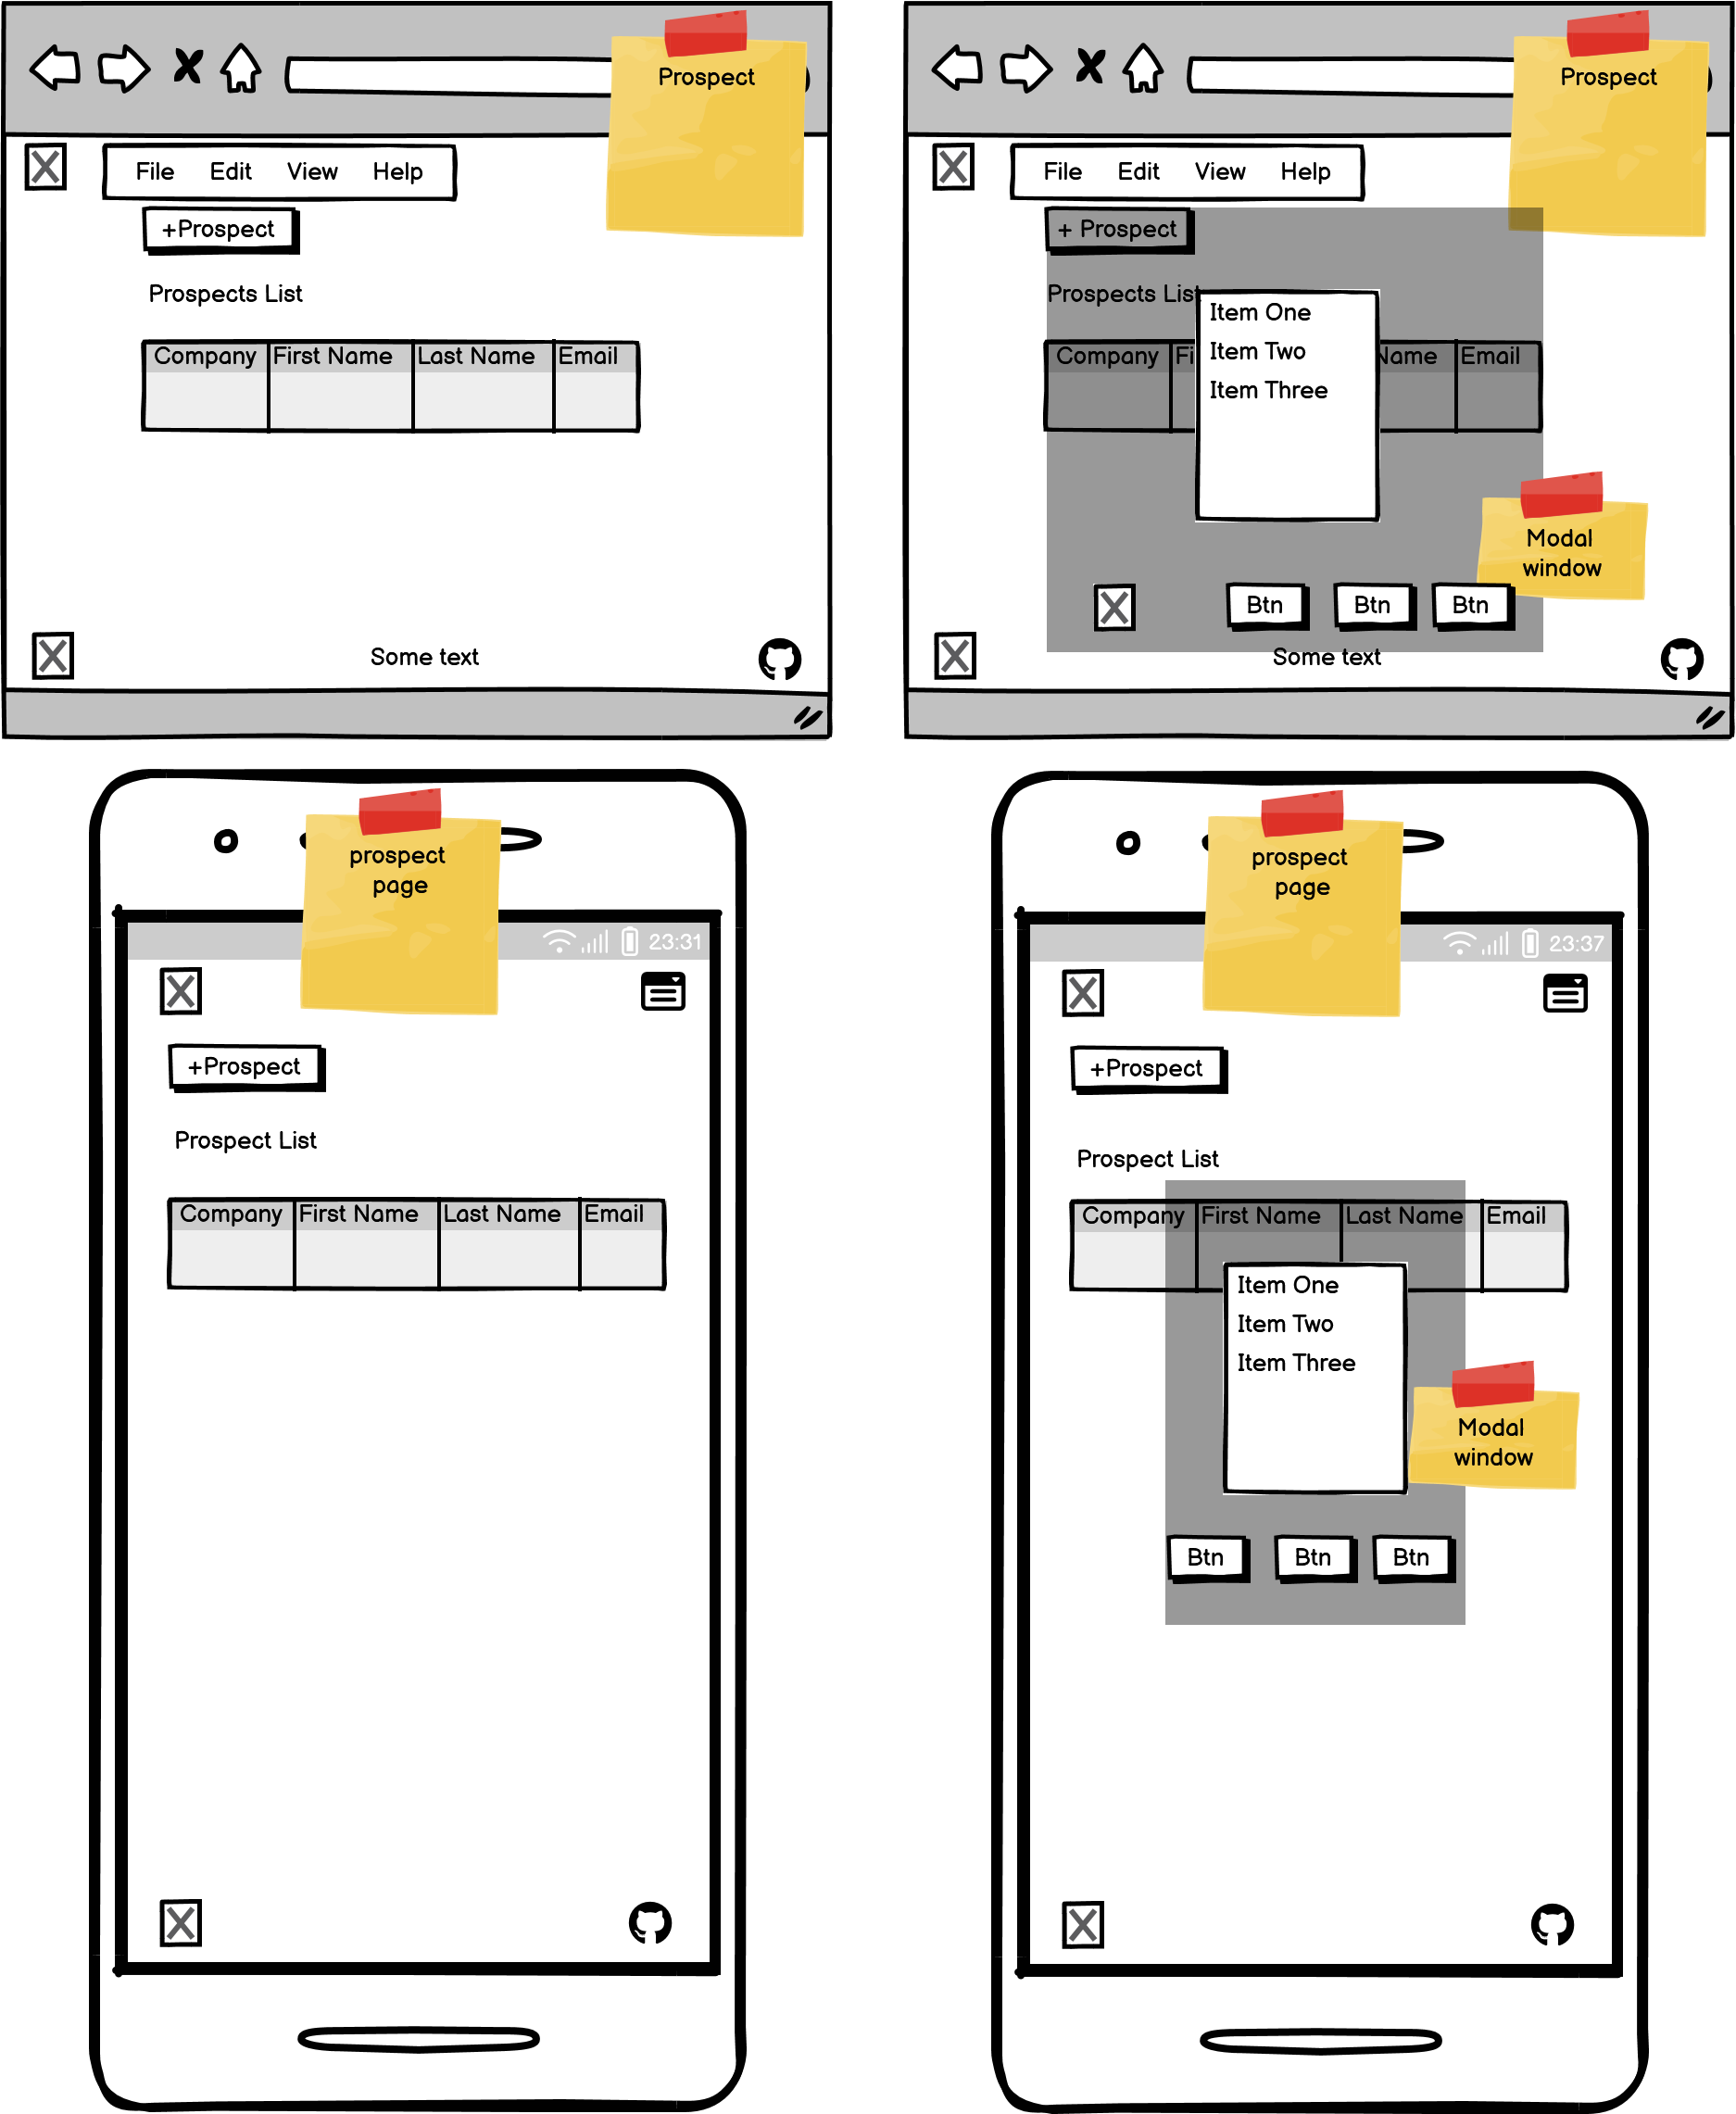 Prospect
File Edit View Help
+Prospect
Prospects List
Company First Name Last Name Email
Some text
Prospect
File Edit View Help
+ Prospect
Prospects List
Item One
Company Fi Name Email
Item Two
Item Three
Modal
window
Btn Btn Btn
Some text
prospect
page
23:31
+Prospect
Prospect List
Company First Name Last Name Email
prospect
page
23:37
+Prospect
Prospect List
Company First Name Last Name Email
Item One
Item Two
Item Three
Modal
window
Btn Btn Btn